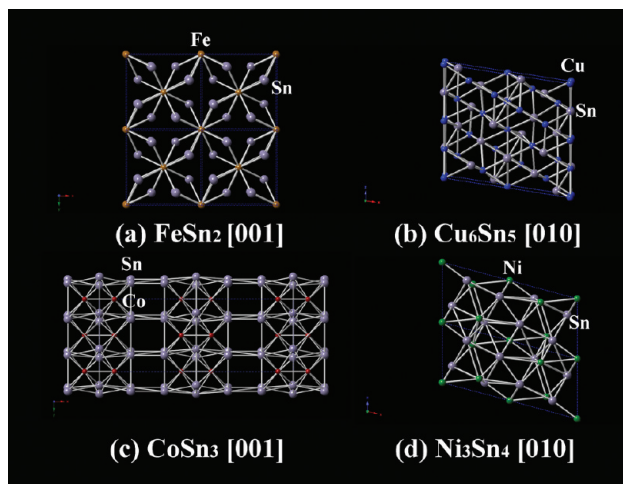 Fe
Sn
Cu
Sn
(a) FeSn₂ [001]
(b) Cu₆Sn₅ [010]
Sn
Co
Ni
Sn
(c) CoSn₃ [001]
(d) Ni₃Sn₄ [010]